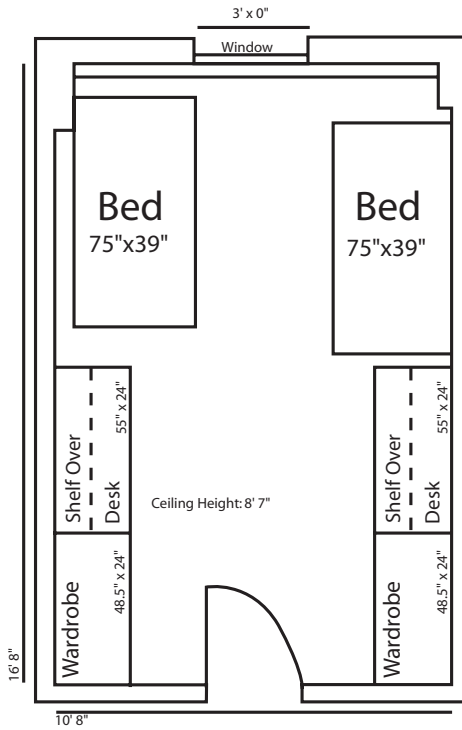 3' x 0"
Window
Bed
75"x39"
Bed
75"x39"
Shelf Over
Desk
55" x 24"
Shelf Over
Desk
55" x 24"
Ceiling Height: 8' 7"
Wardrobe
48.5" x 24"
Wardrobe
48.5" x 24"
16' 8"
10' 8"